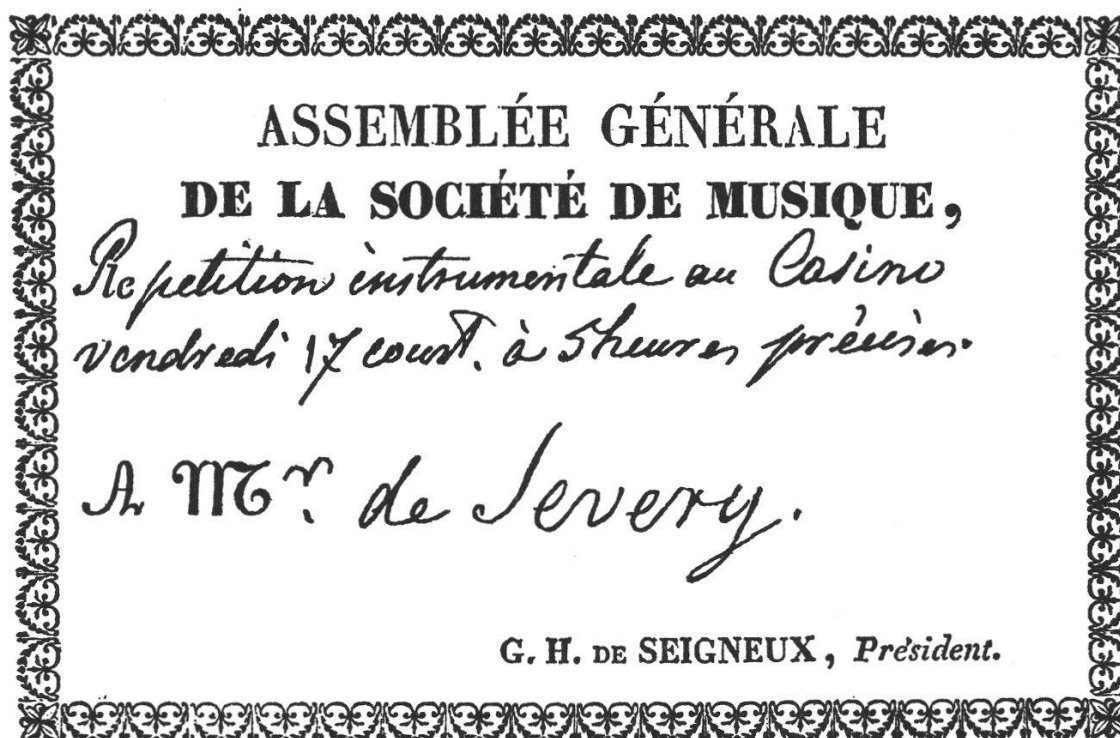 ASSEMBLÉE GÉNÉRALE
DE LA SOCIÉTÉ DE MUSIQUE,
Repetition instrumentale au Casino
vendredi 17 court. à 5 heures précises.
A Mr. de Severy.
G. H. DE SEIGNEUX, Président.